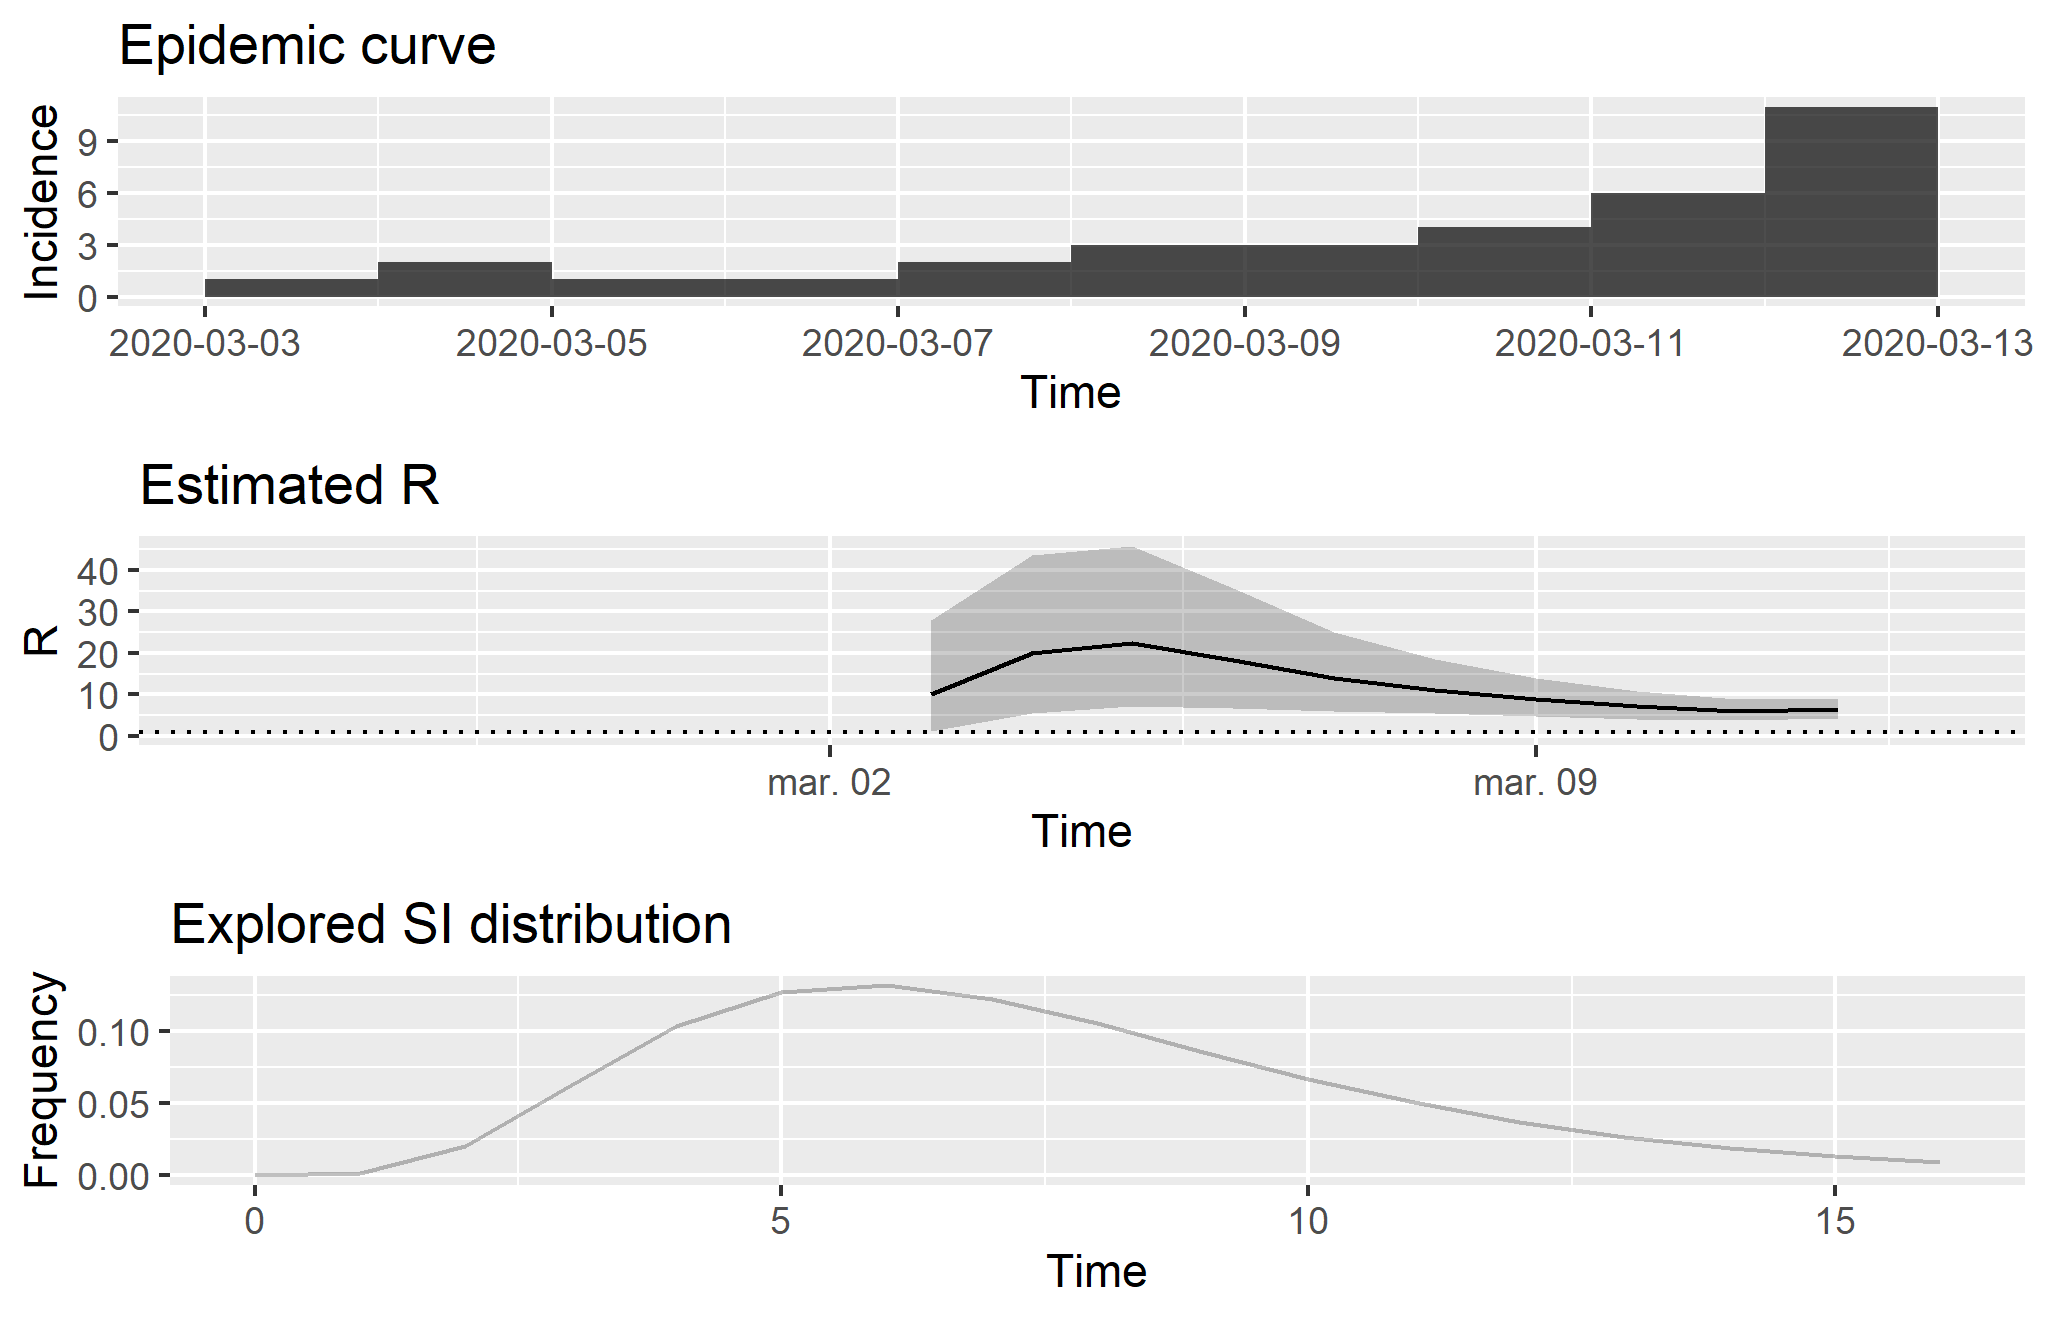 Epidemic curve
Incidence
9
6
3
0
2020-03-03 2020-03-05 2020-03-07 2020-03-09 2020-03-11 2020-03-13
Time
Estimated R
R
40
30
20
10
0
mar. 02 mar. 09
Time
Explored SI distribution
Frequency
0.10
0.05
0.00
0 5 10 15
Time